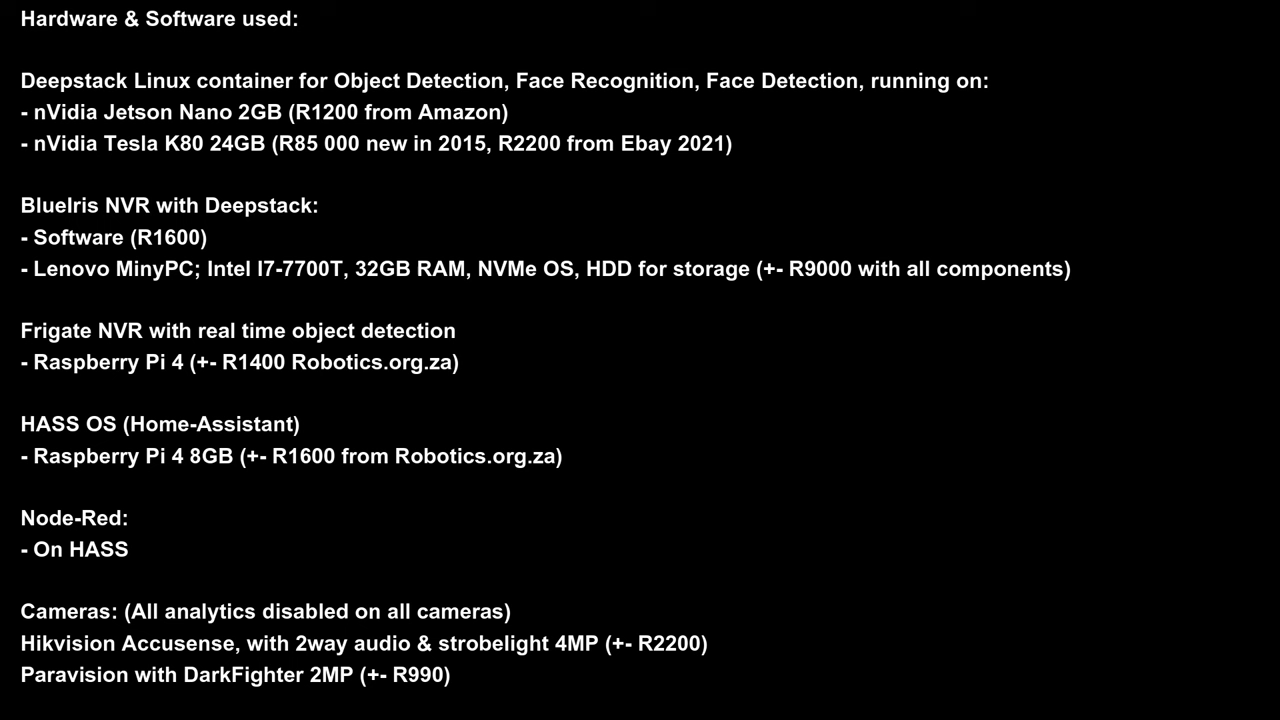 Hardware & Software used:
Deepstack Linux container for Object Detection, Face Recognition, Face Detection, running on:
- nVidia Jetson Nano 2GB (R1200 from Amazon)
- nVidia Tesla K80 24GB (R85 000 new in 2015, R2200 from Ebay 2021)
BlueIris NVR with Deepstack:
- Software (R1600)
- Lenovo MinyPC; Intel I7-7700T, 32GB RAM, NVMe OS, HDD for storage (+- R9000 with all components)
Frigate NVR with real time object detection
- Raspberry Pi 4 (+- R1400 Robotics.org.za)
HASS OS (Home-Assistant)
- Raspberry Pi 4 8GB (+- R1600 from Robotics.org.za)
Node-Red:
- On HASS
Cameras: (All analytics disabled on all cameras)
Hikvision Accusense, with 2way audio & strobelight 4MP (+- R2200)
Paravision with DarkFighter 2MP (+- R990)